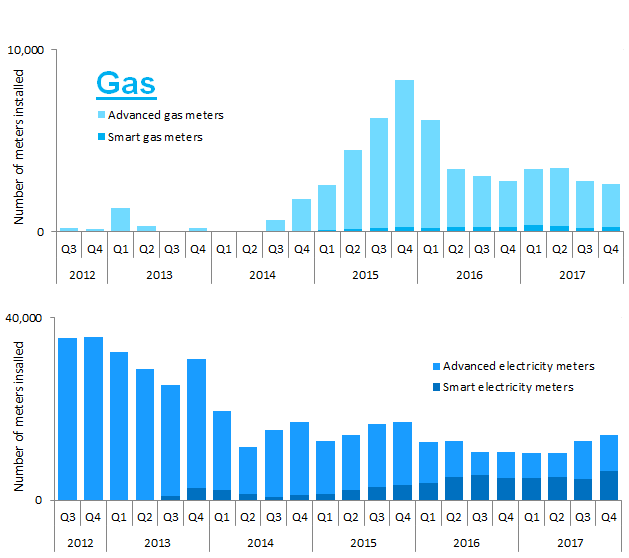 10,000
Gas
Advanced gas meters
Smart gas meters
Number of meters installed
0
Q3 Q4 Q1 Q2 Q3 Q4 Q1 Q2 Q3 Q4 Q1 Q2 Q3 Q4 Q1 Q2 Q3 Q4 Q1 Q2 Q3 Q4
2012 2013 2014 2015 2016 2017
40,000
Advanced electricity meters
Smart electricity meters
Number of meters insalled
0
Q3 Q4 Q1 Q2 Q3 Q4 Q1 Q2 Q3 Q4 Q1 Q2 Q3 Q4 Q1 Q2 Q3 Q4 Q1 Q2 Q3 Q4
2012 2013 2014 2015 2016 2017